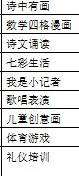 诗中有画
数学四格漫画
诗文诵读
七彩生活
我是小记者
歌唱表演
儿童创意画
体育游戏
礼仪培训